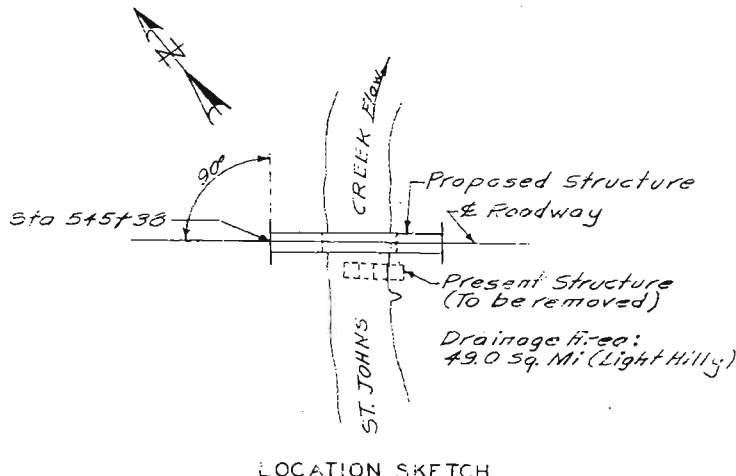 N
90°
CREEK Flow
Proposed Structure
Sta 545+38
℄ Roadway
Present Structure
(To be removed)
ST. JOHNS
Drainage Area:
49.0 Sq. Mi (Light Hilly)
LOCATION SKETCH